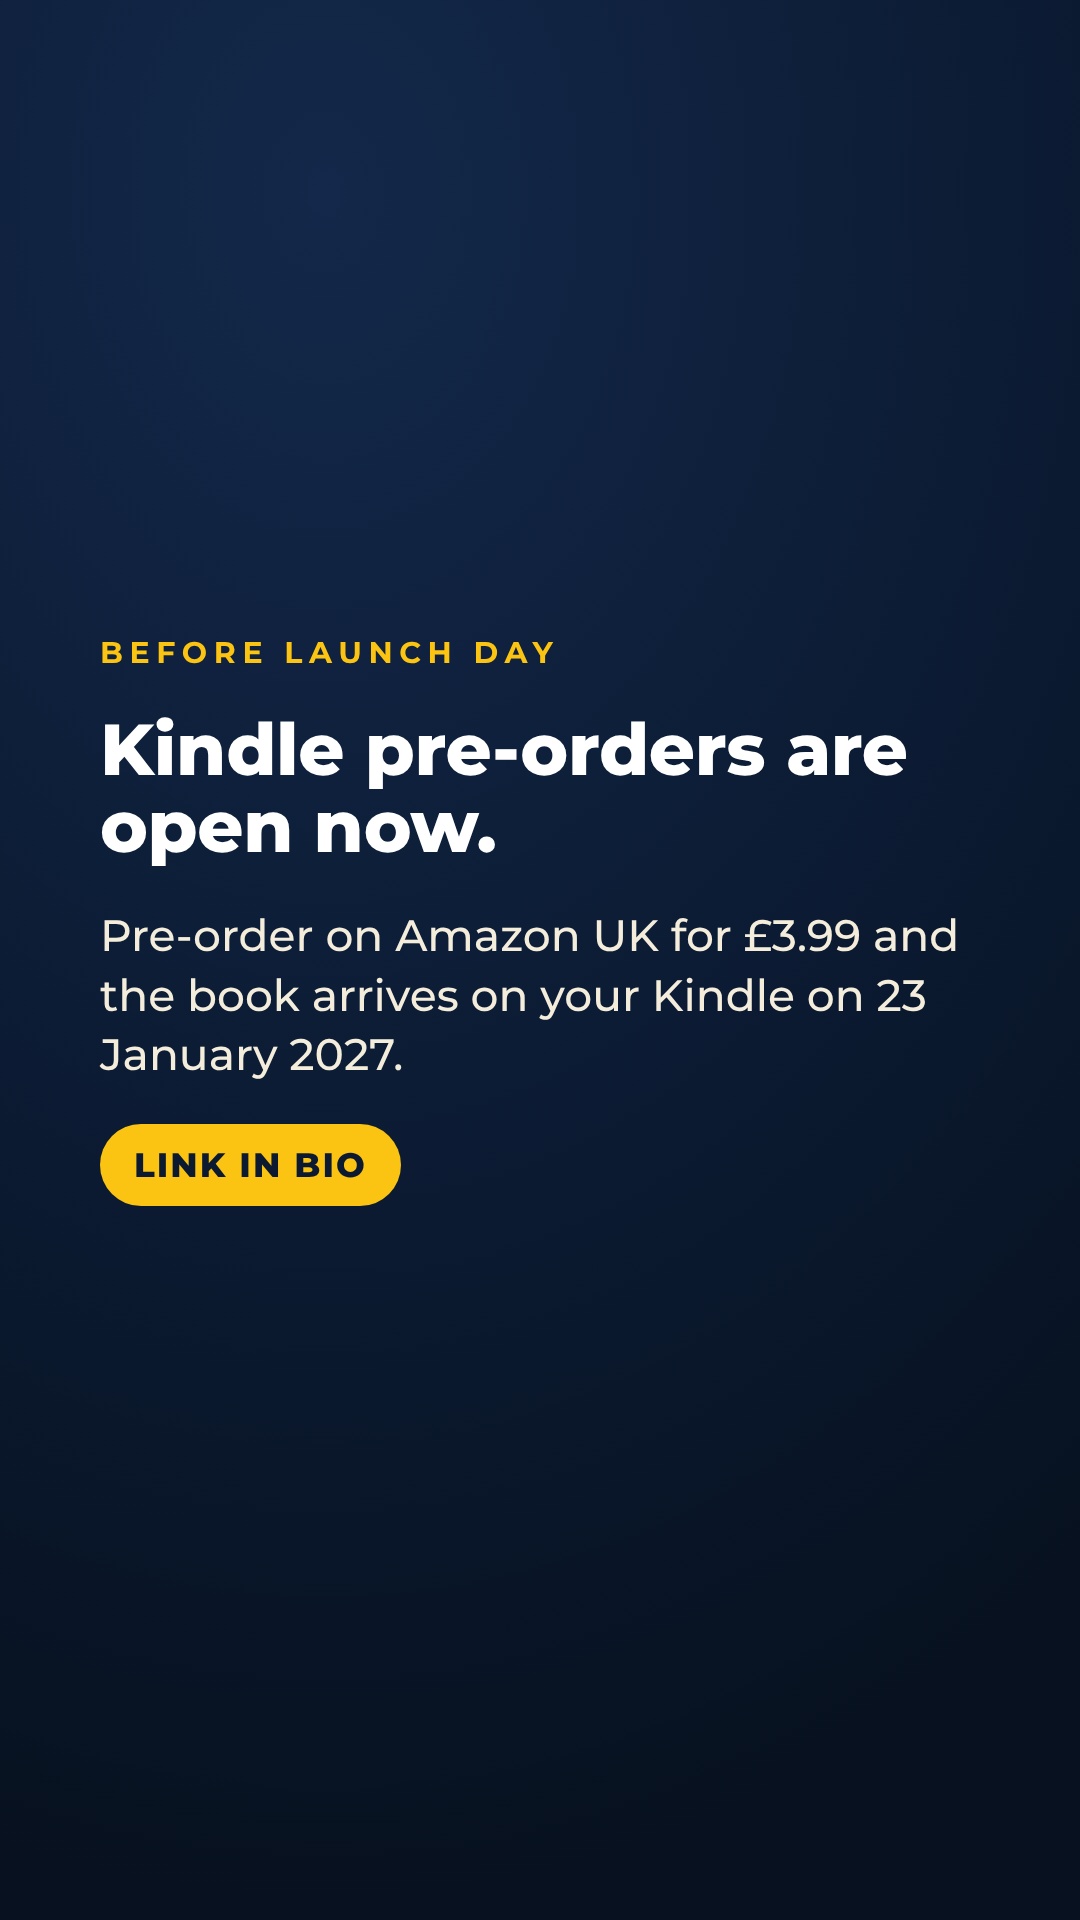 BEFORE LAUNCH DAY
Kindle pre-orders are
open now.
Pre-order on Amazon UK for £3.99 and
the book arrives on your Kindle on 23
January 2027.
LINK IN BIO